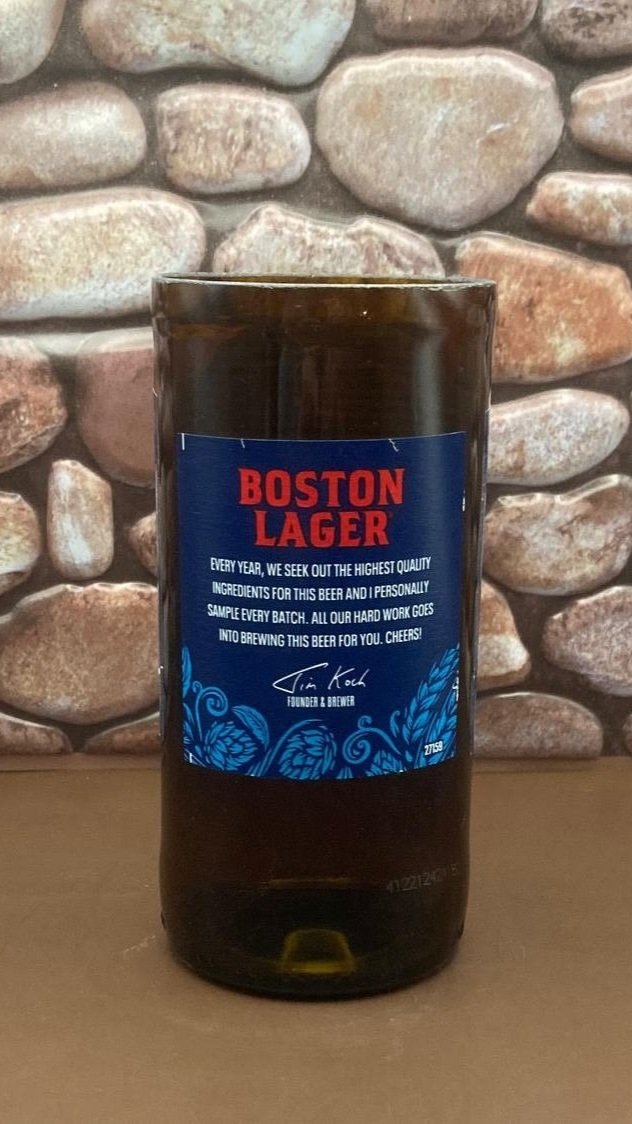 BOSTON
LAGER
EVERY YEAR, WE SEEK OUT THE HIGHEST QUALITY
INGREDIENTS FOR THIS BEER AND I PERSONALLY
SAMPLE EVERY BATCH. ALL OUR HARD WORK GOES
INTO BREWING THIS BEER FOR YOU. CHEERS!
Jim Koch
FOUNDER & BREWER
27159